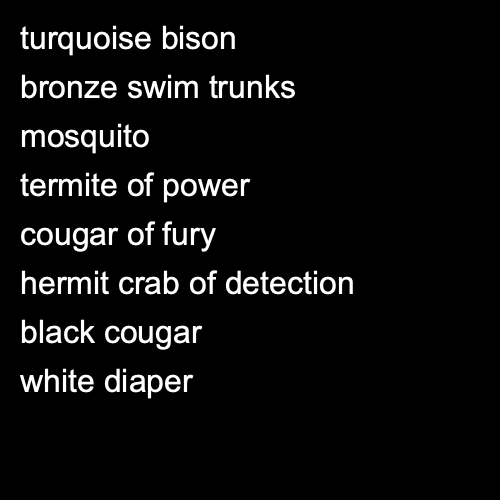 turquoise bison
bronze swim trunks
mosquito
termite of power
cougar of fury
hermit crab of detection
black cougar
white diaper